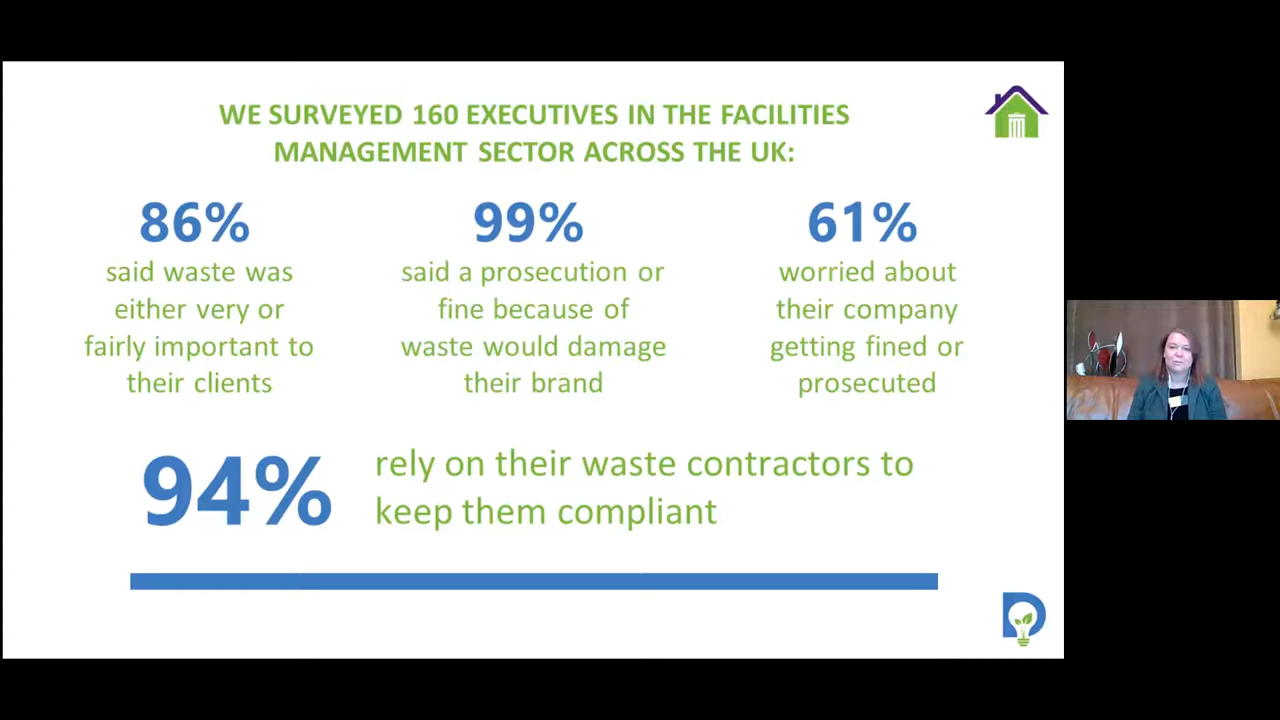 WE SURVEYED 160 EXECUTIVES IN THE FACILITIES
MANAGEMENT SECTOR ACROSS THE UK:
86%
said waste was
either very or
fairly important to
their clients
99%
said a prosecution or
fine because of
waste would damage
their brand
61%
worried about
their company
getting fined or
prosecuted
94%
rely on their waste contractors to
keep them compliant